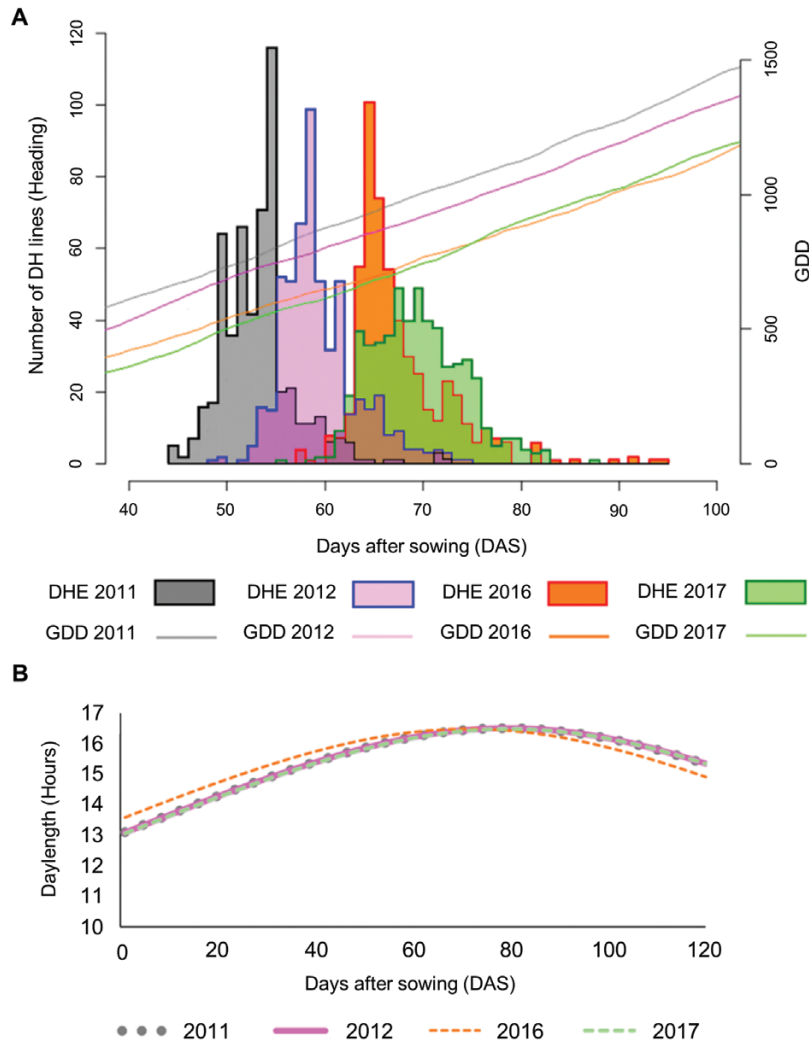 A
Number of DH lines (Heading)
120
100
80
60
40
20
0
1500
1000
500
0
GDD
40 50 60 70 80 90 100
Days after sowing (DAS)
DHE 2011 DHE 2012 DHE 2016 DHE 2017
GDD 2011 GDD 2012 GDD 2016 GDD 2017
B
Daylength (Hours)
17
16
15
14
13
12
11
10
0 20 40 60 80 100 120
Days after sowing (DAS)
2011 2012 2016 2017